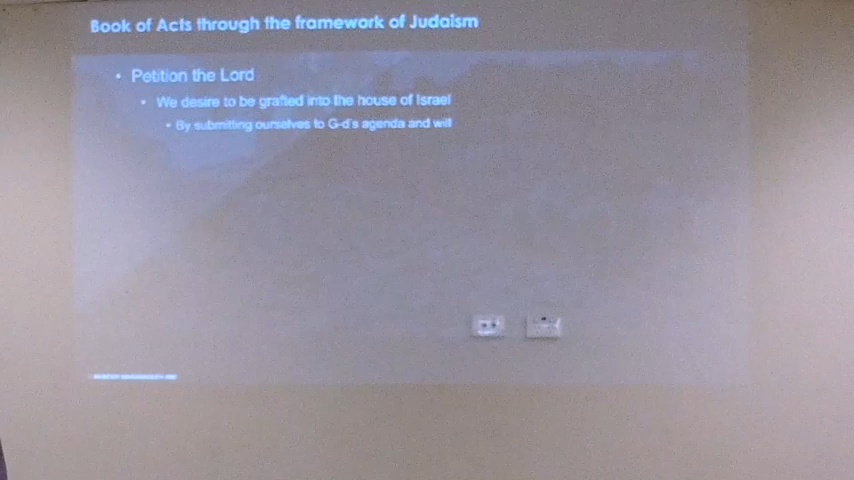 Book of Acts through the framework of Judaism
• Petition the Lord
• We desire to be grafted into the house of Israel
• By submitting ourselves to G-d's agenda and will